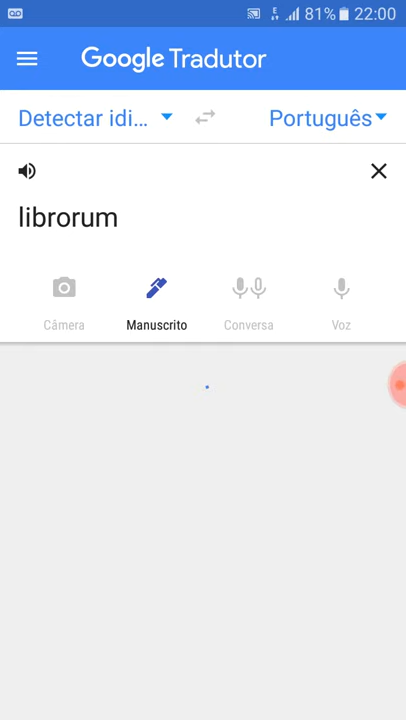 81% 22:00
Google Tradutor
Detectar idi... Português
librorum
Câmera Manuscrito Conversa Voz